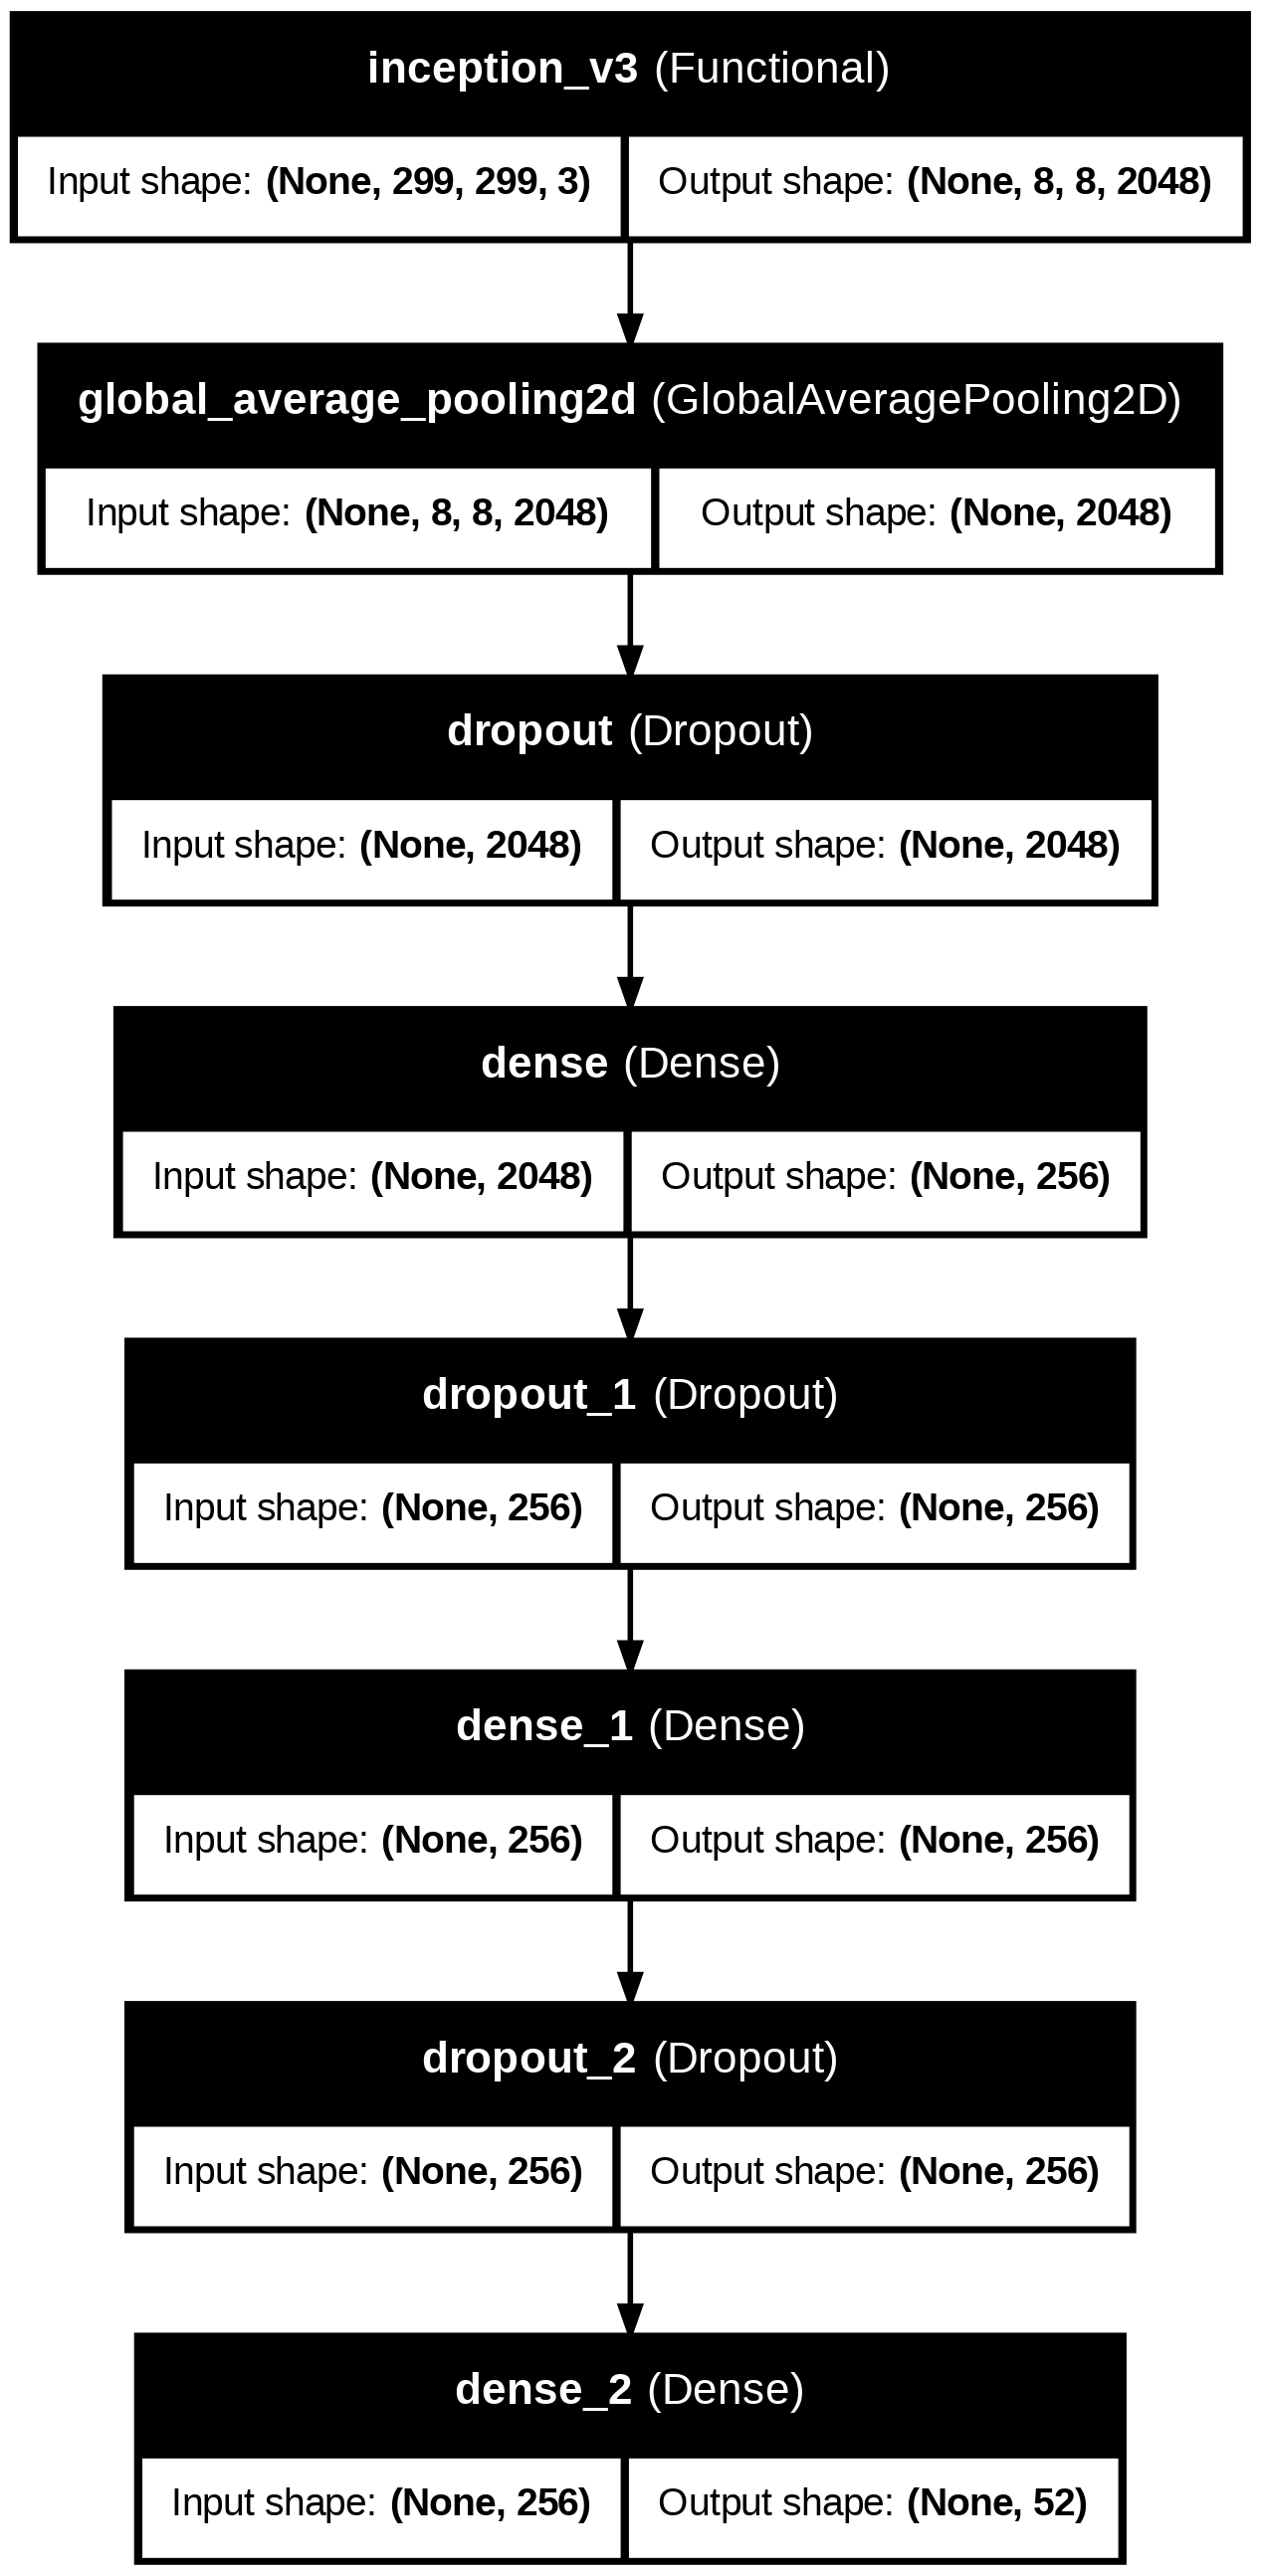 inception_v3 (Functional)
Input shape: (None, 299, 299, 3) Output shape: (None, 8, 8, 2048)
global_average_pooling2d (GlobalAveragePooling2D)
Input shape: (None, 8, 8, 2048) Output shape: (None, 2048)
dropout (Dropout)
Input shape: (None, 2048) Output shape: (None, 2048)
dense (Dense)
Input shape: (None, 2048) Output shape: (None, 256)
dropout_1 (Dropout)
Input shape: (None, 256) Output shape: (None, 256)
dense_1 (Dense)
Input shape: (None, 256) Output shape: (None, 256)
dropout_2 (Dropout)
Input shape: (None, 256) Output shape: (None, 256)
dense_2 (Dense)
Input shape: (None, 256) Output shape: (None, 52)